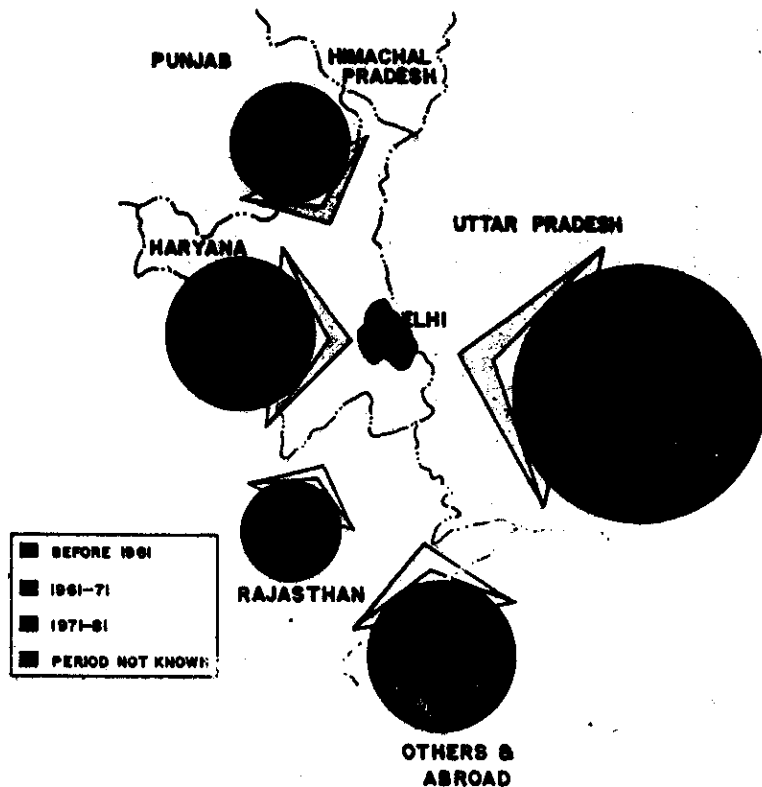 PUNJAB
HIMACHAL
PRADESH
HARYANA
UTTAR PRADESH
ELHI
BEFORE 1961
1961-71
1971-81
PERIOD NOT KNOWN
RAJASTHAN
OTHERS &
ABROAD